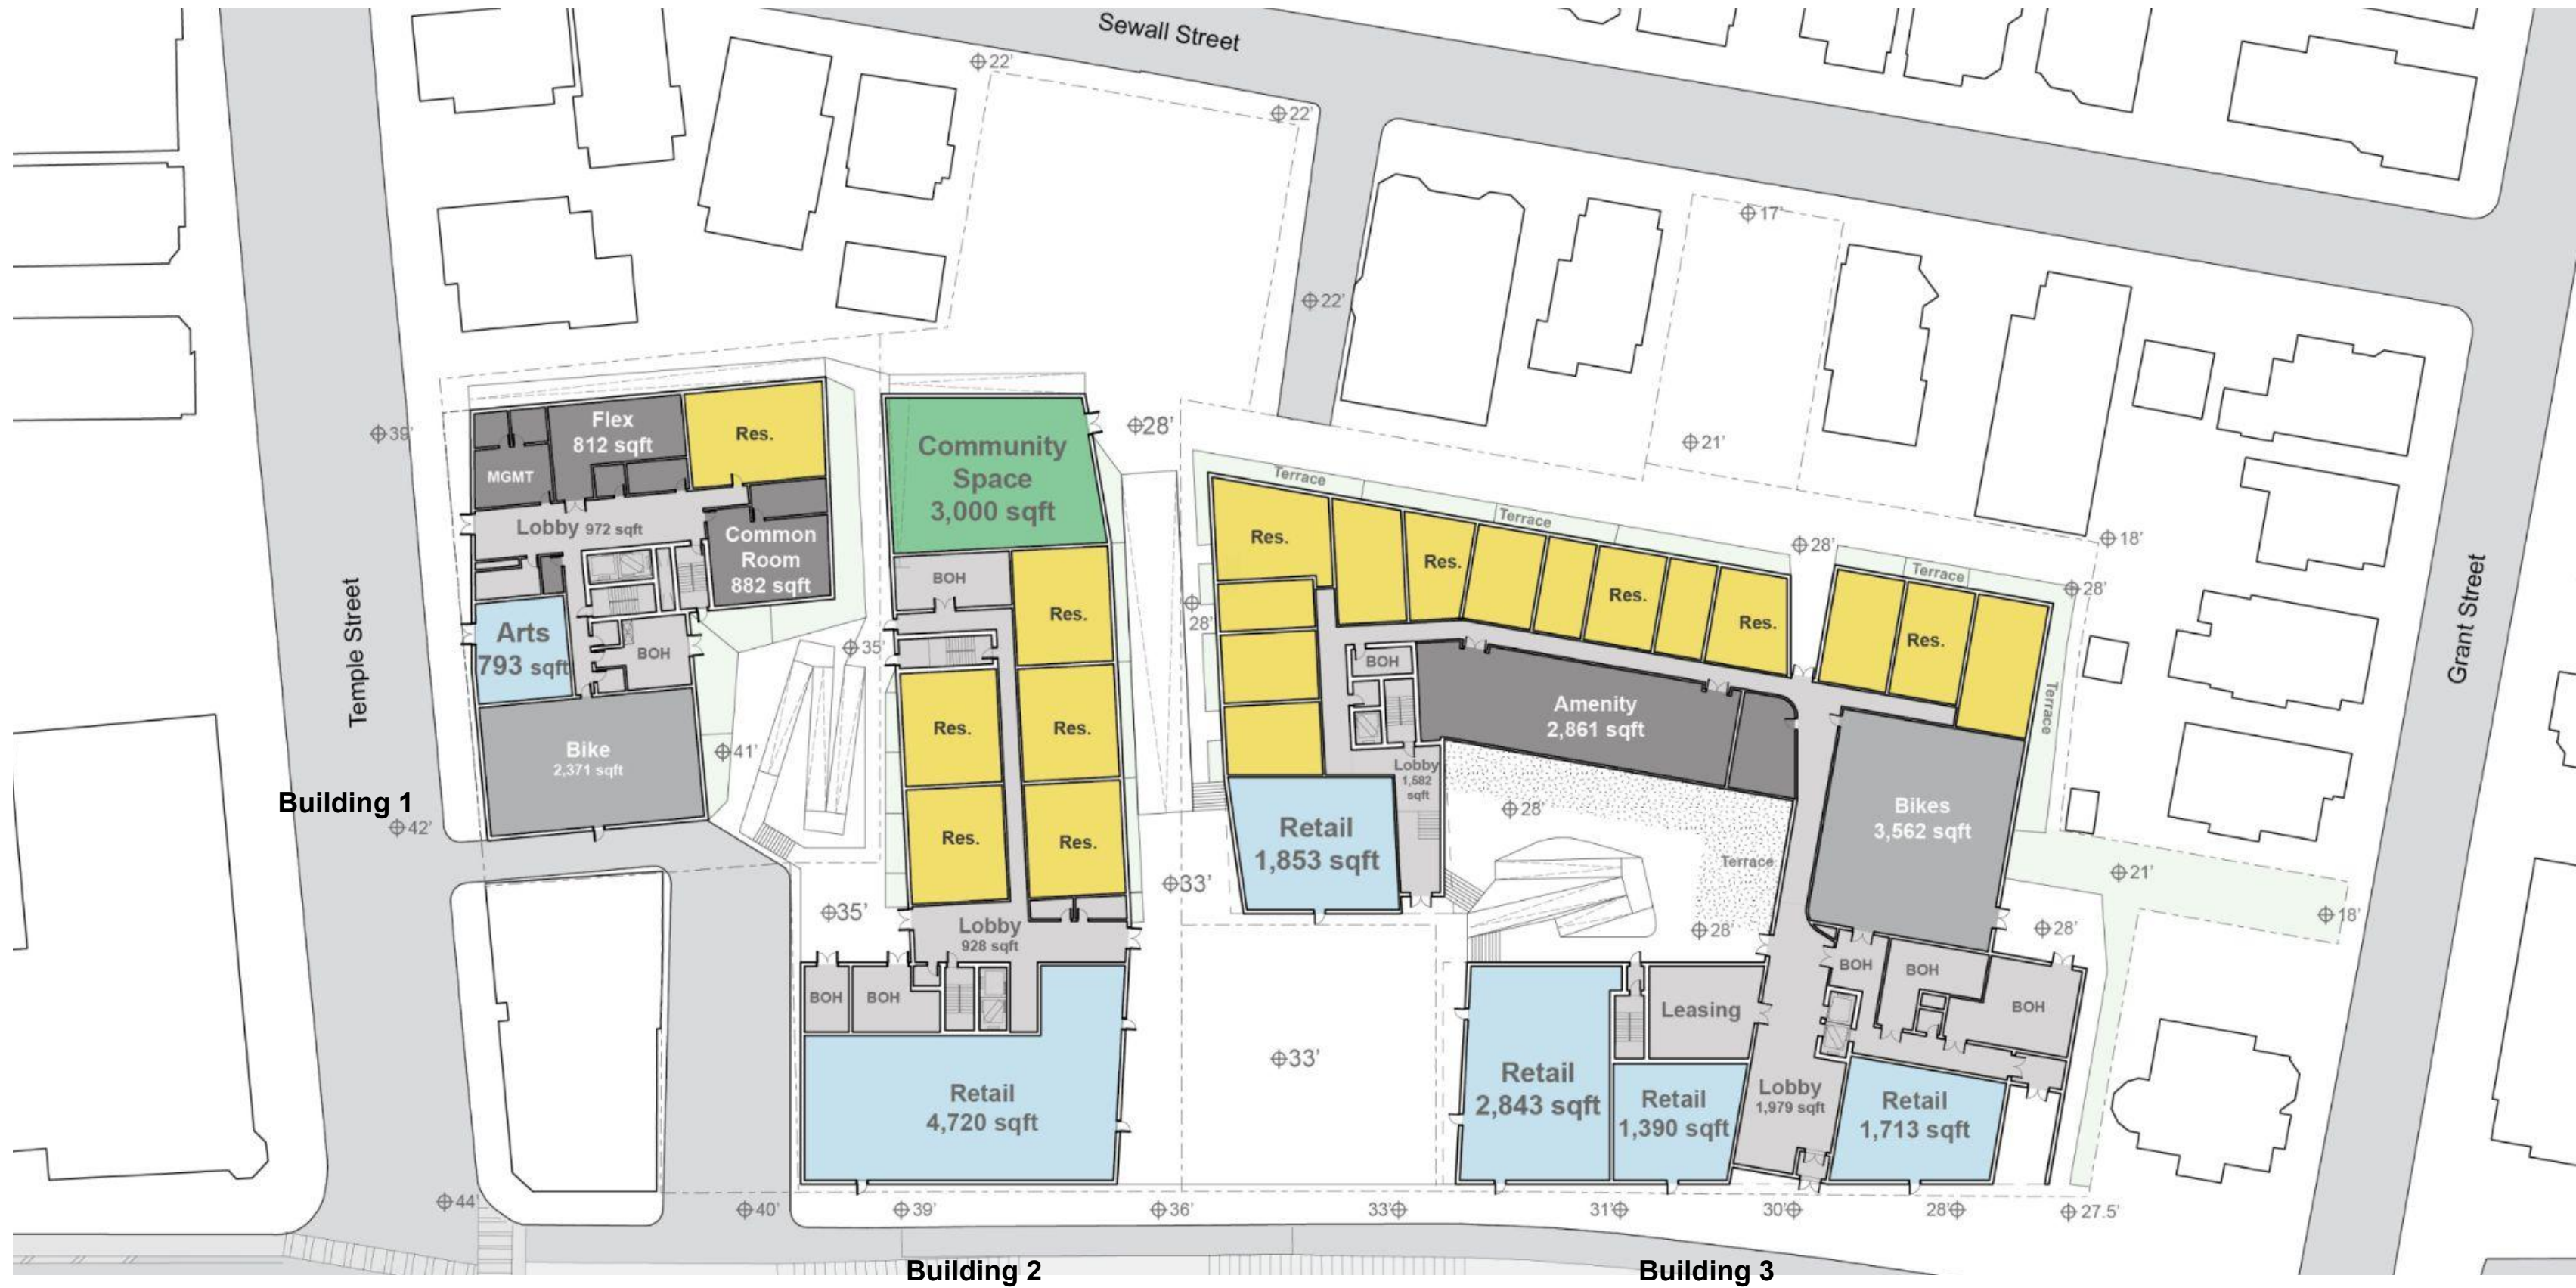 Sewall Street
22'
22'
17'
22'
39'
Flex
812 sqft
Res.
MGMT
Lobby 972 sqft
Common
Room
882 sqft
Arts
793 sqft
BOH
Bike
2,371 sqft
Temple Street
Building 1
42'
41'
35'
35'
Community
Space
3,000 sqft
28'
BOH
Res.
Res.
Res.
Res.
Res.
Lobby
928 sqft
BOH
BOH
Retail
4,720 sqft
33'
33'
28'
Terrace
Terrace
21'
28'
18'
Terrace
28'
Res.
Res.
Res.
Res.
Res.
BOH
Amenity
2,861 sqft
Terrace
Lobby
1,582
sqft
28'
Retail
1,853 sqft
Terrace
28'
Bikes
3,562 sqft
21'
18'
28'
Grant Street
BOH
BOH
BOH
Leasing
Retail
2,843 sqft
Retail
1,390 sqft
Lobby
1,979 sqft
Retail
1,713 sqft
44'
40'
39'
36'
33'
31'
30'
28'
27.5'
Building 2
Building 3